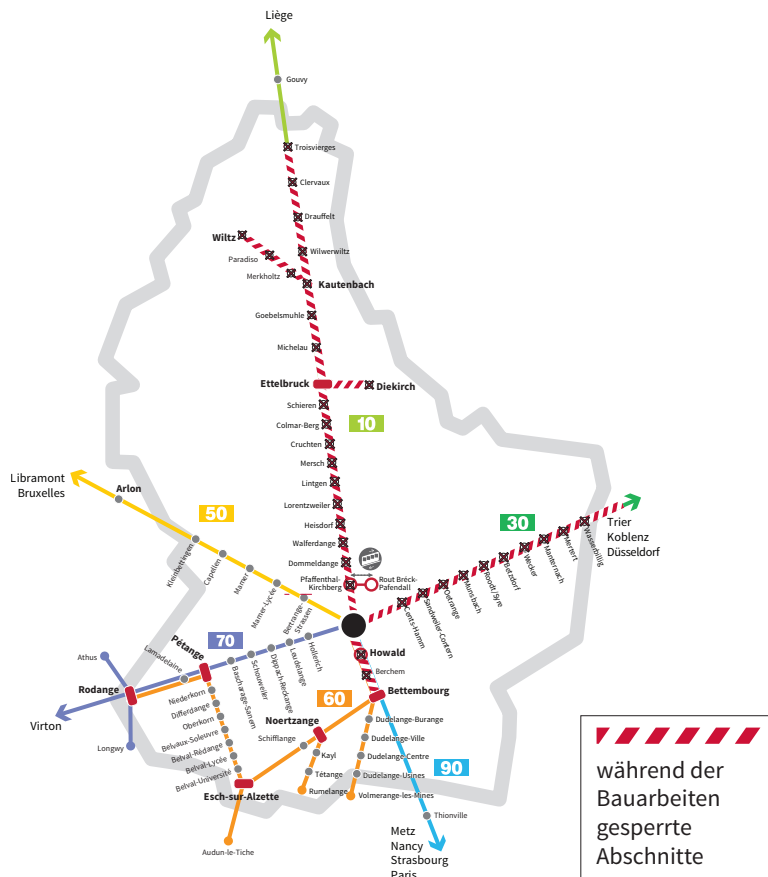 Liège
Gouvy
Troisvierges
Clervaux
Drauffelt
Wiltz
Wilwerwiltz
Paradiso
Merkholtz
Kautenbach
Goebelsmuhle
Michelau
Ettelbruck
Diekirch
Schieren
10
Colmar-Berg
Cruchten
Mersch
Lintgen
Libramont
Bruxelles
Arlon
50
Lorentzweiler
Heisdorf
Walferdange
Dommeldange
30
Trier
Koblenz
Düsseldorf
Pfaffenthal-
Kirchberg
Rout Bréck-
Pafendall
Kleinbettingen
Capellen
Mamer
Mamer-Lycée
Bertrange-
Strassen
Cents-Hamm
Sandweiler-Contern
Oetrange
Munsbach
Roodt/Syre
Betzdorf
Wecker
Manternach
Mertert
Wasserbillig
70
Athus
Lamadelaine
Pétange
Rodange
Virton
Longwy
Bascharage-Sanem
Schouweiler
Dippach-Reckange
Leudelange
Hollerich
Howald
Berchem
Bettembourg
60
Niederkorn
Differdange
Oberkorn
Belvaux-Soleuvre
Belval-Rédange
Belval-Lycée
Belval-Université
Esch-sur-Alzette
Audun-le-Tiche
Noertzange
Schifflange
Kayl
Tétange
Rumelange
Dudelange-Burange
Dudelange-Ville
Dudelange-Centre
Dudelange-Usines
Volmerange-les-Mines
90
Thionville
Metz
Nancy
Strasbourg
Paris
während der
Bauarbeiten
gesperrte
Abschnitte